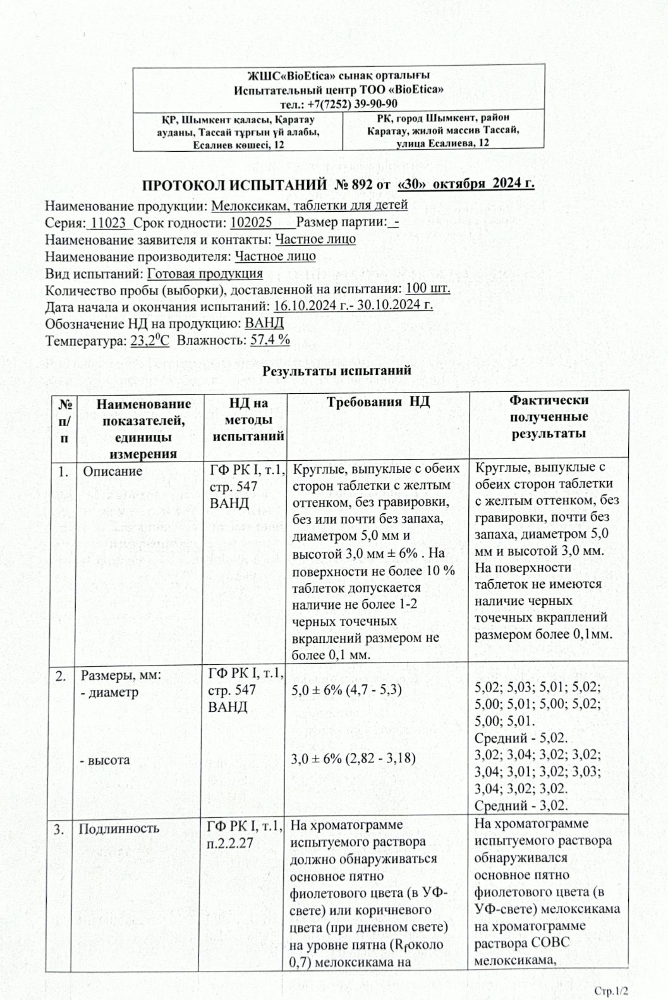 ЖШС«BioEtica» сынақ орталығы
Испытательный центр ТОО «BioEtica»
тел.: +7(7252) 39-90-90
ҚР, Шымкент қаласы, Қаратау
ауданы, Тассай тұрғын үй алабы,
Есалиев көшесі, 12
РК, город Шымкент, район
Каратау, жилой массив Тассай,
улица Есалиева, 12
ПРОТОКОЛ ИСПЫТАНИЙ № 892 от «30» октября 2024 г.
Наименование продукции: Мелоксикам, таблетки для детей
Серия: 11023 Срок годности: 102025 Размер партии: -
Наименование заявителя и контакты: Частное лицо
Наименование производителя: Частное лицо
Вид испытаний: Готовая продукция
Количество пробы (выборки), доставленной на испытания: 100 шт.
Дата начала и окончания испытаний: 16.10.2024 г.- 30.10.2024 г.
Обозначение НД на продукцию: ВАНД
Температура: 23,2⁰С Влажность: 57,4 %
Результаты испытаний
№
п/
п
Наименование
показателей,
единицы
измерения
НД на
методы
испытаний
Требования НД
Фактически
полученные
результаты
1.
Описание
ГФ РК I, т.1,
стр. 547
ВАНД
Круглые, выпуклые с обеих
сторон таблетки с желтым
оттенком, без гравировки,
без или почти без запаха,
диаметром 5,0 мм и
высотой 3,0 мм ± 6% . На
поверхности не более 10 %
таблеток допускается
наличие не более 1-2
черных точечных
вкраплений размером не
более 0,1 мм.
Круглые, выпуклые с
обеих сторон таблетки
с желтым оттенком, без
гравировки, почти без
запаха, диаметром 5,0
мм и высотой 3,0 мм.
На поверхности
таблеток не имеются
наличие черных
точечных вкраплений
размером более 0,1мм.
2.
Размеры, мм:
- диаметр
- высота
ГФ РК I, т.1,
стр. 547
ВАНД
5,0 ± 6% (4,7 - 5,3)
3,0 ± 6% (2,82 - 3,18)
5,02; 5,03; 5,01; 5,02;
5,00; 5,01; 5,00; 5,02;
5,00; 5,01.
Средний - 5,02.
3,02; 3,04; 3,02; 3,02;
3,04; 3,01; 3,02; 3,03;
3,04; 3,02; 3,02.
Средний - 3,02.
3.
Подлинность
ГФ РК I, т.1,
п.2.2.27
На хроматограмме
испытуемого раствора
должно обнаруживаться
основное пятно
фиолетового цвета (в УФ-
свете) или коричневого
цвета (при дневном свете)
на уровне пятна (Rfоколо
0,7) мелоксикама на
На хроматограмме
испытуемого раствора
обнаруживался
основное пятно
фиолетового цвета (в
УФ-свете) мелоксикама
на хроматограмме
раствора СОВС
мелоксикама,
Стр.1/2